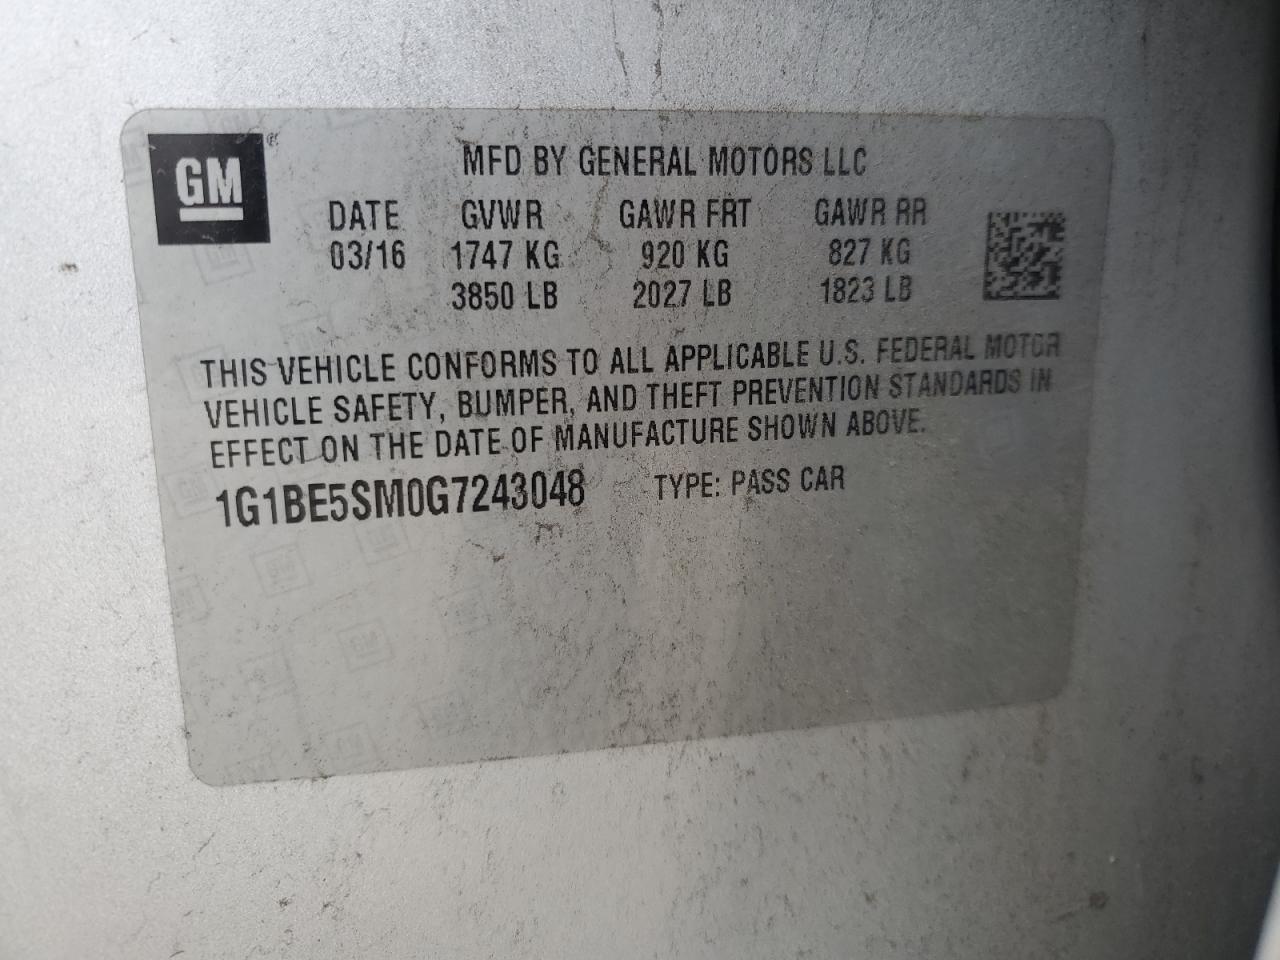 GM®
MFD BY GENERAL MOTORS LLC
DATE GVWR GAWR FRT GAWR RR
03/16 1747 KG 920 KG 827 KG
3850 LB 2027 LB 1823 LB
THIS VEHICLE CONFORMS TO ALL APPLICABLE U.S. FEDERAL MOTOR
VEHICLE SAFETY, BUMPER, AND THEFT PREVENTION STANDARDS IN
EFFECT ON THE DATE OF MANUFACTURE SHOWN ABOVE.
1G1BE5SM0G7243048 TYPE: PASS CAR